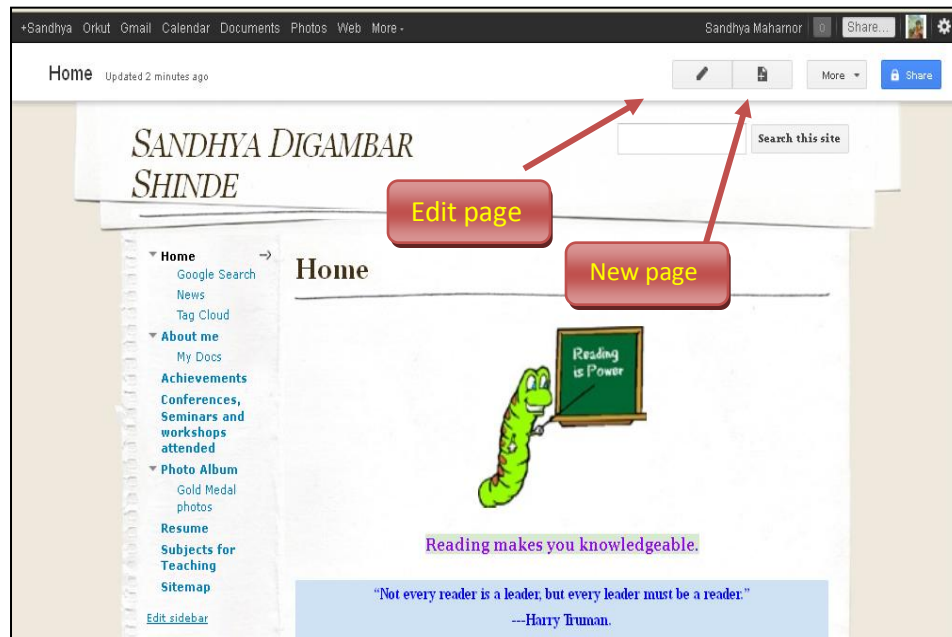 +Sandhya Orkut Gmail Calendar Documents Photos Web More
Sandhya Maharnor 0 Share...
Home Updated 2 minutes ago
More
Share
SANDHYA DIGAMBAR
SHINDE
Search this site
Edit page
New page
Home
Google Search
News
Tag Cloud
About me
My Docs
Achievements
Conferences,
Seminars and
workshops
attended
Photo Album
Gold Medal
photos
Resume
Subjects for
Teaching
Sitemap
Edit sidebar
Home
Reading
is Power
Reading makes you knowledgeable.
“Not every reader is a leader, but every leader must be a reader.”
---Harry Truman.